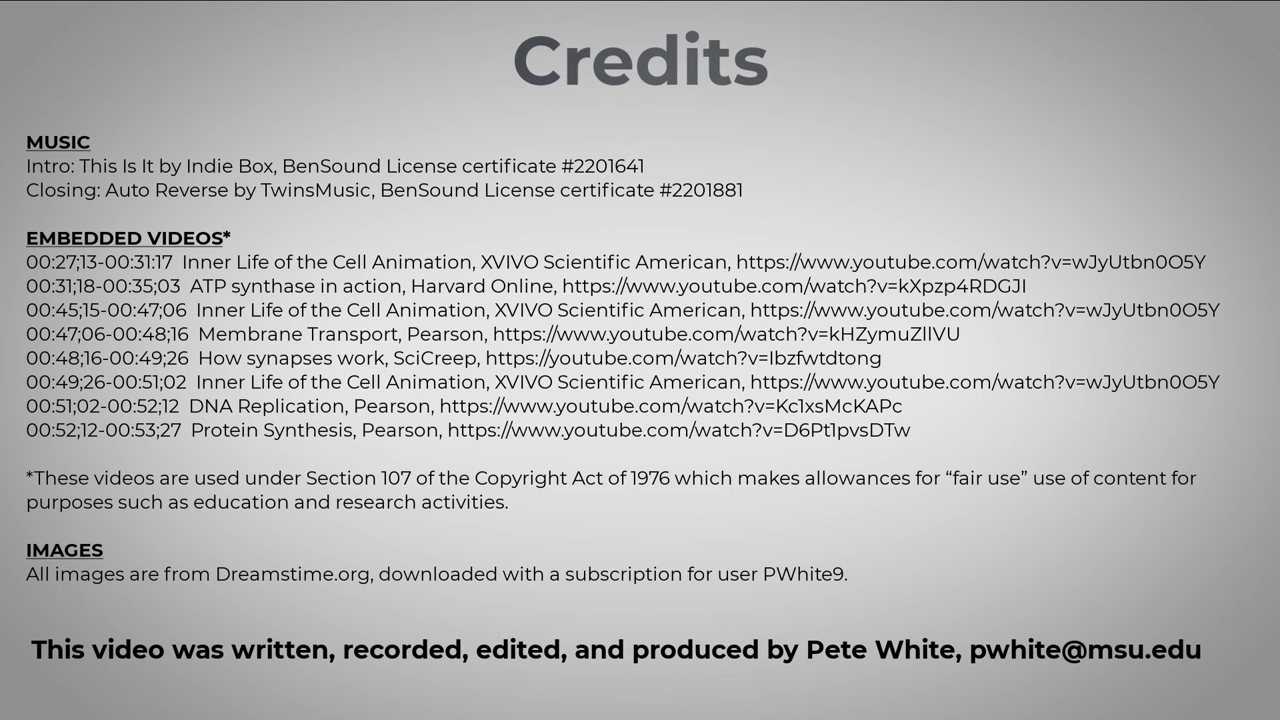 Credits
MUSIC
Intro: This Is It by Indie Box, BenSound License certificate #2201641
Closing: Auto Reverse by TwinsMusic, BenSound License certificate #2201881
EMBEDDED VIDEOS*
00:27;13-00:31:17 Inner Life of the Cell Animation, XVIVO Scientific American, https://www.youtube.com/watch?v=wJyUtbn0O5Y
00:31;18-00:35;03 ATP synthase in action, Harvard Online, https://www.youtube.com/watch?v=kXpzp4RDGJI
00:45;15-00:47;06 Inner Life of the Cell Animation, XVIVO Scientific American, https://www.youtube.com/watch?v=wJyUtbn0O5Y
00:47;06-00:48;16 Membrane Transport, Pearson, https://www.youtube.com/watch?v=kHZymuZlIVU
00:48;16-00:49;26 How synapses work, SciCreep, https://youtube.com/watch?v=Ibzfwtdtong
00:49;26-00:51;02 Inner Life of the Cell Animation, XVIVO Scientific American, https://www.youtube.com/watch?v=wJyUtbn0O5Y
00:51;02-00:52;12 DNA Replication, Pearson, https://www.youtube.com/watch?v=Kc1xsMcKAPc
00:52;12-00:53;27 Protein Synthesis, Pearson, https://www.youtube.com/watch?v=D6Pt1pvsDTw
*These videos are used under Section 107 of the Copyright Act of 1976 which makes allowances for “fair use” use of content for
purposes such as education and research activities.
IMAGES
All images are from Dreamstime.org, downloaded with a subscription for user PWhite9.
This video was written, recorded, edited, and produced by Pete White, pwhite@msu.edu